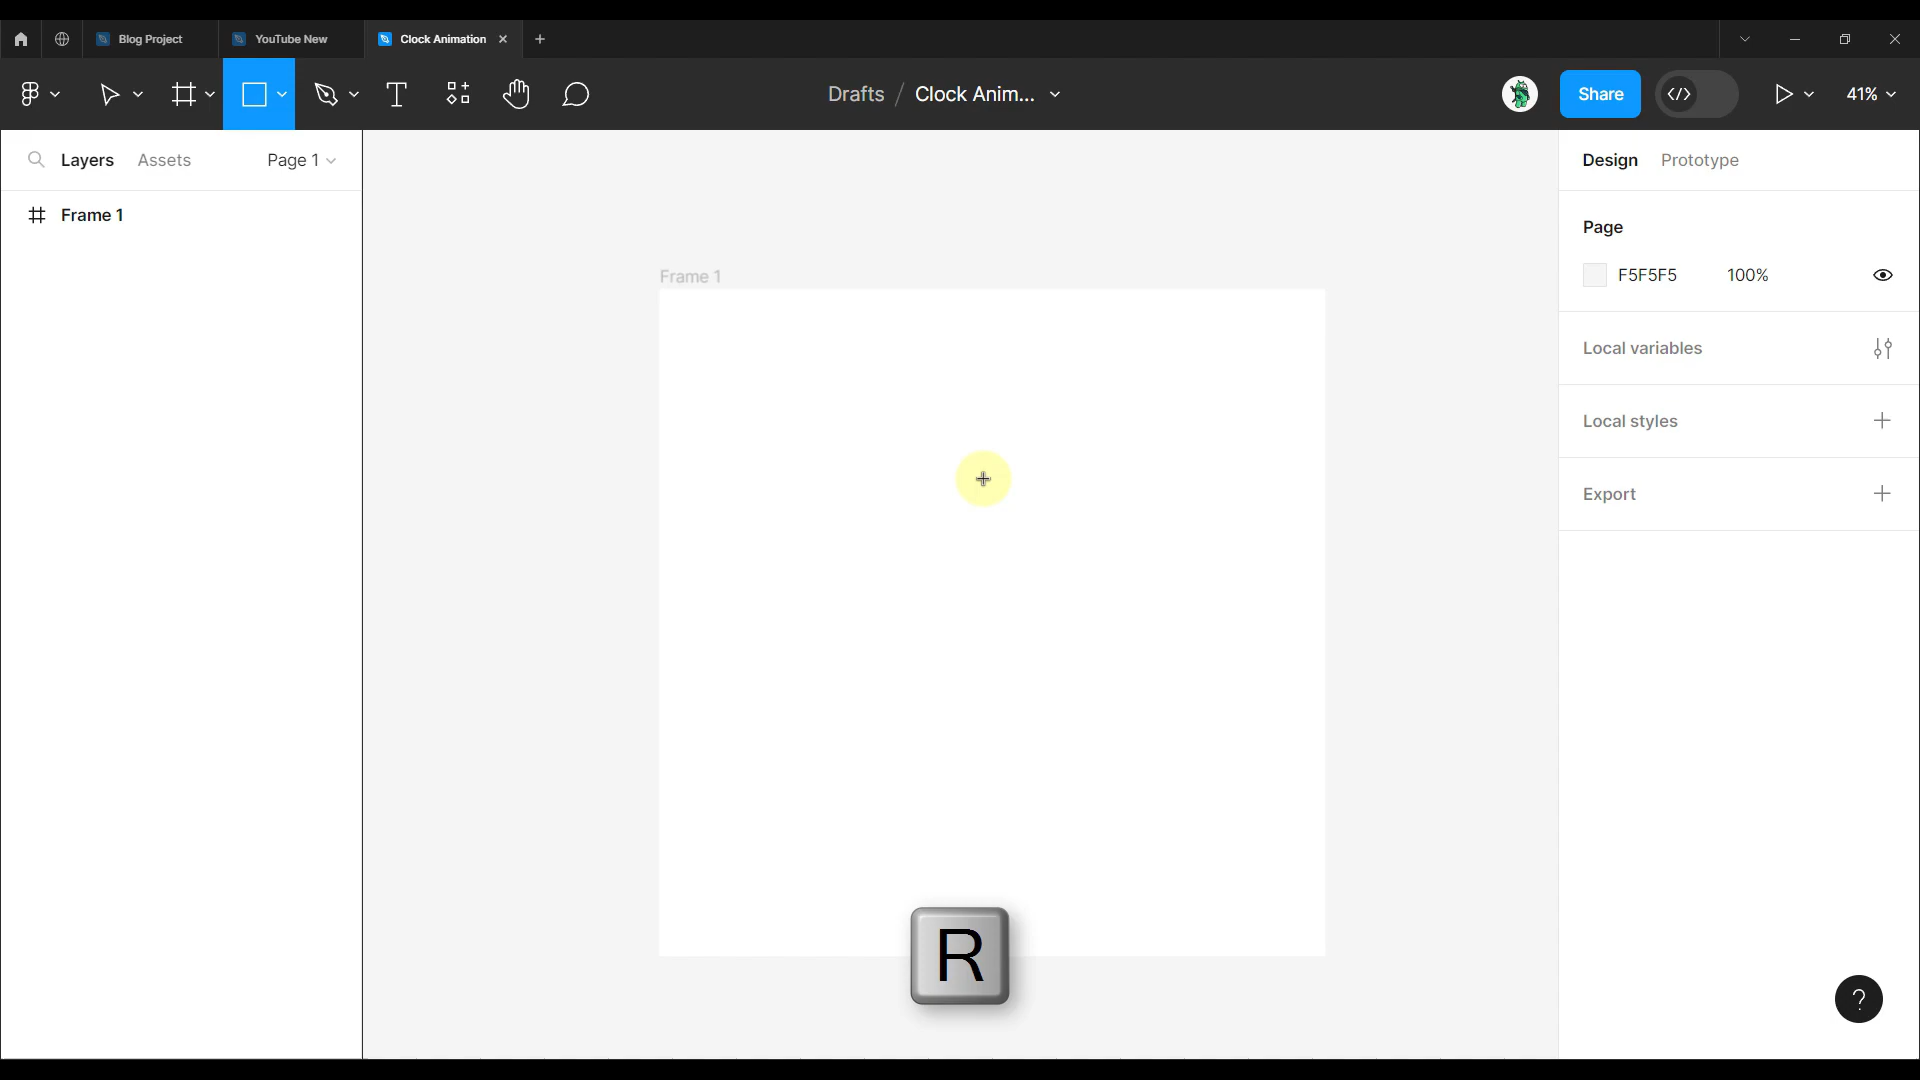 Blog Project
YouTube New
Clock Animation
Drafts / Clock Anim...
Share
41%
Layers
Assets
Page 1
Frame 1
Frame 1
Design
Prototype
Page
F5F5F5
100%
Local variables
Local styles
Export
R
?